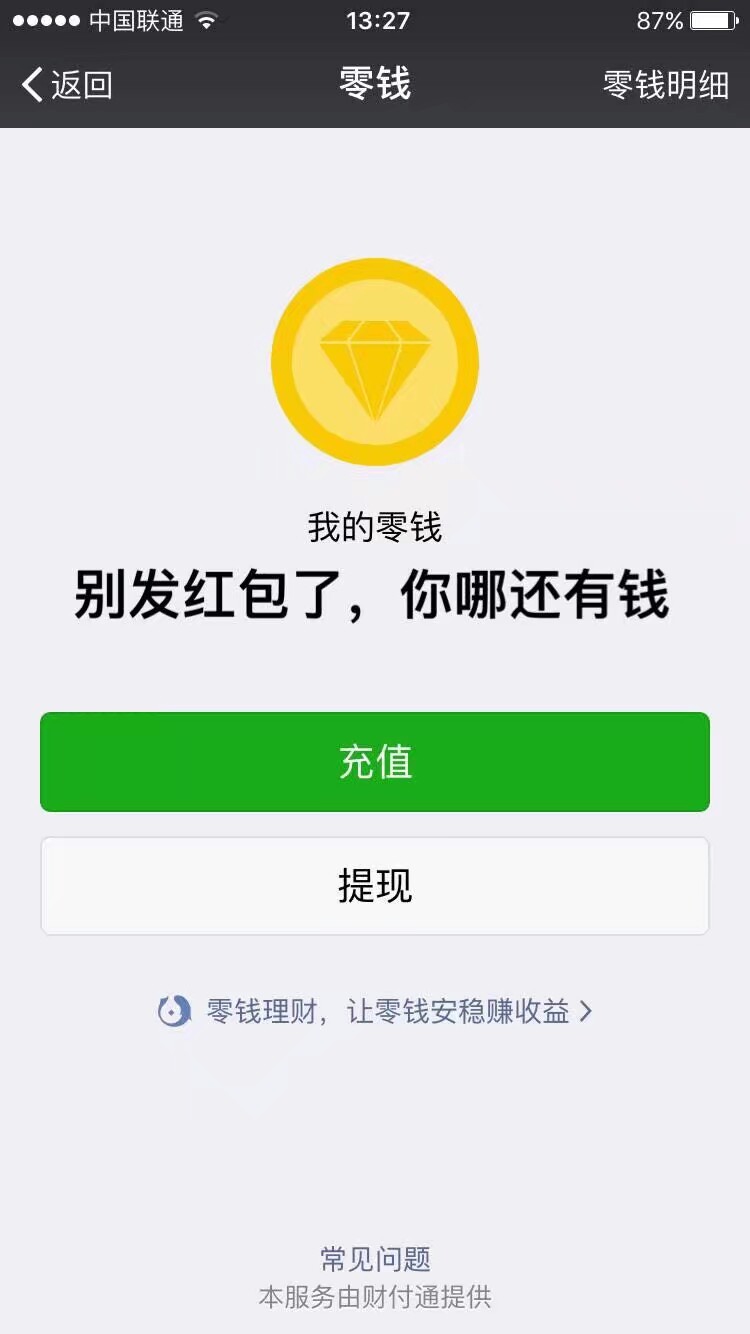 中国联通 13:27 87%
返回 零钱 零钱明细
我的零钱
别发红包了，你哪还有钱
充值
提现
零钱理财，让零钱安稳赚收益
常见问题
本服务由财付通提供